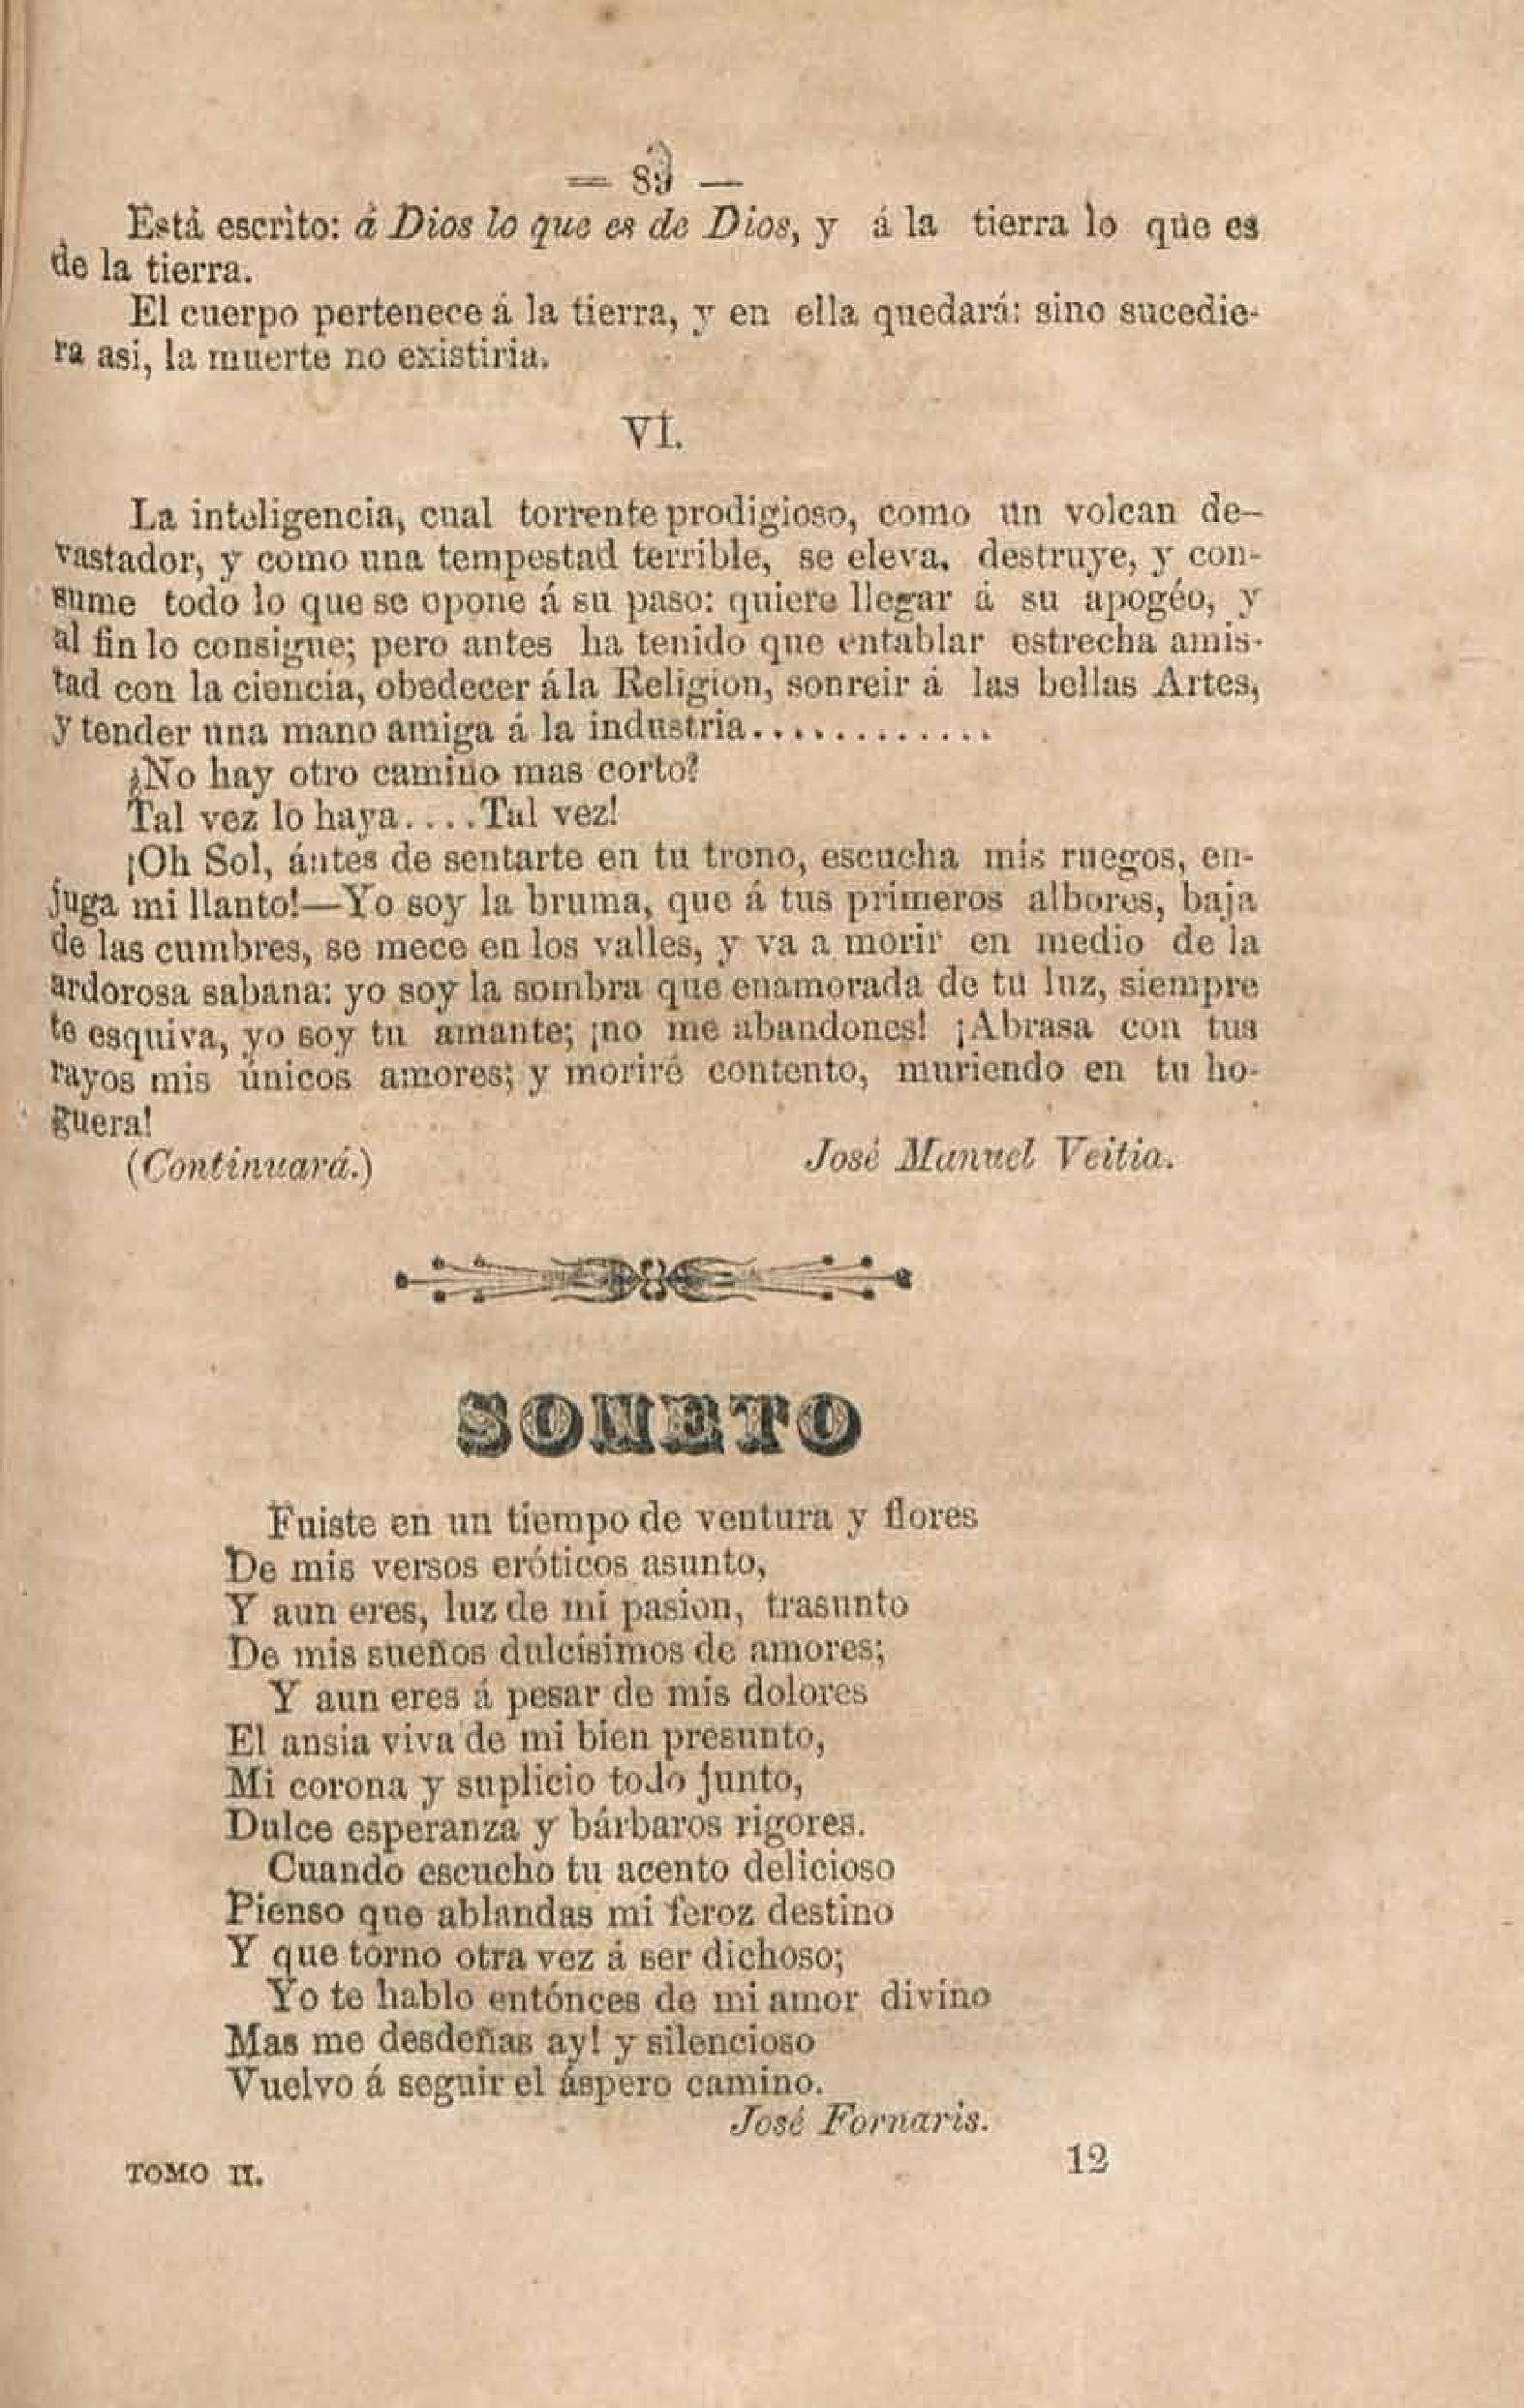 = 89 —
Está escrito: á Dios lo que es de Dios, y á la tierra lo que es
de la tierra.
El cuerpo pertenece á la tierra, y en ella quedará: sino sucedie-
ra asi, la muerte no existiria.
VI.
La inteligencia, cual torrente prodigioso, como un volcan de-
vastador, y como una tempestad terrible, se eleva, destruye, y con-
sume todo lo que se opone á su paso: quiere llegar á su apogéo, y
al fin lo consigue; pero antes ha tenido que entablar estrecha amis-
tad con la ciencia, obedecer ála Religion, sonreir á las bellas Artes,
y tender una mano amiga á la industria.............
¿No hay otro camino mas corto?
Tal vez lo haya....Tal vez!
¡Oh Sol, ántes de sentarte en tu trono, escucha mis ruegos, en-
juga mi llanto!—Yo soy la bruma, que á tus primeros albores, baja
de las cumbres, se mece en los valles, y va a morir en medio de la
ardorosa sabana: yo soy la sombra que enamorada de tu luz, siempre
te esquiva, yo soy tu amante; ¡no me abandones! ¡Abrasa con tus
rayos mis únicos amores; y moriré contento, muriendo en tu ho-
guera!
(Continuará.) José Manuel Veitia.
SONETO
Fuiste en un tiempo de ventura y flores
De mis versos eróticos asunto,
Y aun eres, luz de mi pasion, trasunto
De mis sueños dulcísimos de amores;
Y aun eres á pesar de mis dolores
El ansia viva de mi bien presunto,
Mi corona y suplicio todo junto,
Dulce esperanza y bárbaros rigores.
Cuando escucho tu acento delicioso
Pienso que ablandas mi feroz destino
Y que torno otra vez á ser dichoso;
Yo te hablo entónces de mi amor divino
Mas me desdeñas ay! y silencioso
Vuelvo á seguir el áspero camino.
José Fornaris.
TOMO II. 12